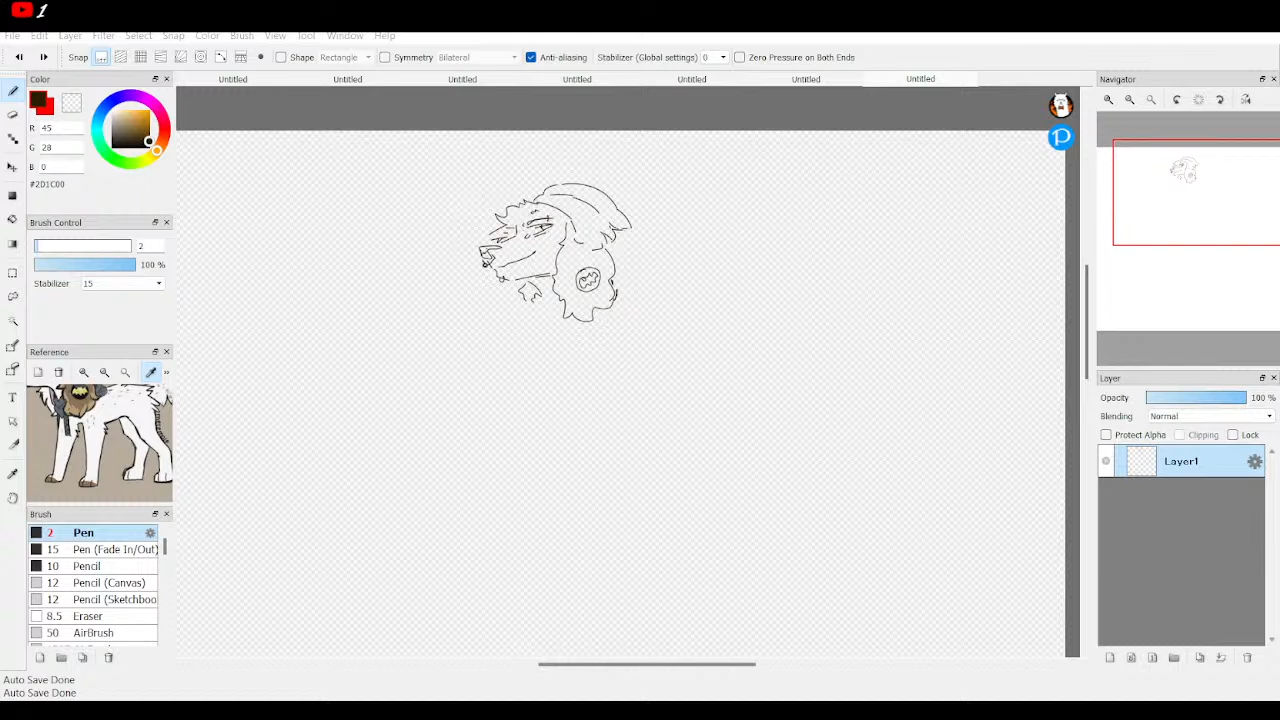 1
File Edit Layer Filter Select Snap Color Brush View Tool Window Help
Snap Shape Rectangle Symmetry Bilateral Anti-aliasing Stabilizer (Global settings) 0 Zero Pressure on Both Ends
Color Untitled Untitled Untitled Untitled Untitled Untitled Untitled Navigator
R 45
G 28
B 0
#2D1C00
Brush Control
2
100 %
Stabilizer 15
Reference
Brush
2 Pen
15 Pen (Fade In/Out)
10 Pencil
12 Pencil (Canvas)
12 Pencil (Sketchboo
8.5 Eraser
50 AirBrush
Auto Save Done
Auto Save Done
Layer
Opacity 100 %
Blending Normal
Protect Alpha Clipping Lock
Layer1